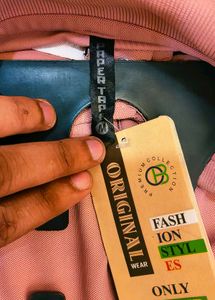 PAPER TAPE
PREMIUM COLLECTION
ORIGINAL
WEAR
FASH
ION
STYL
ES
ONLY